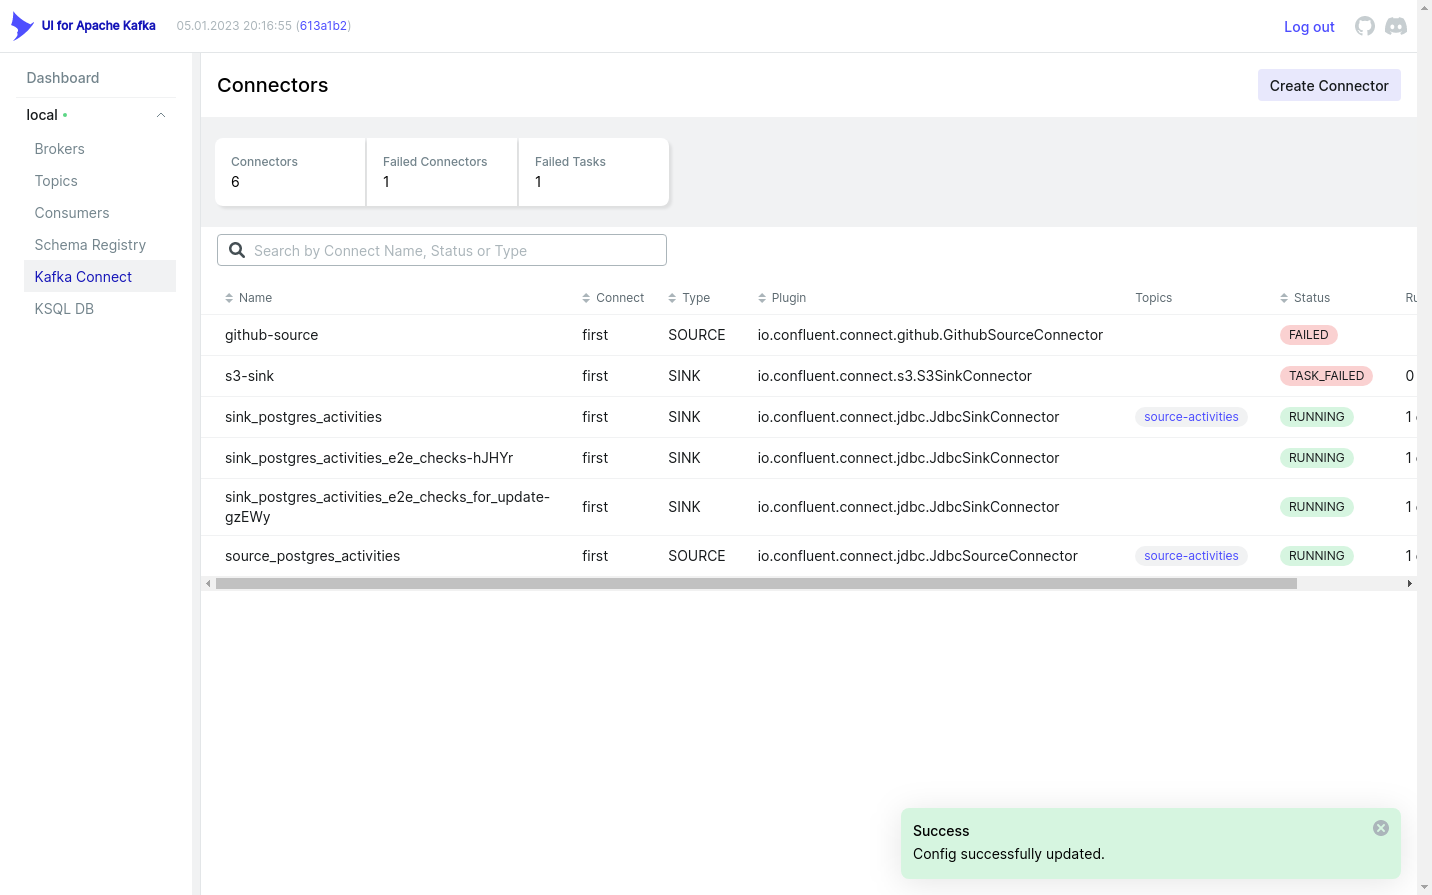 UI for Apache Kafka 05.01.2023 20:16:55 (613a1b2) Log out
Dashboard
local
Brokers
Topics
Consumers
Schema Registry
Kafka Connect
KSQL DB
Connectors
Create Connector
Connectors Failed Connectors Failed Tasks
6 1 1
Search by Connect Name, Status or Type
Name Connect Type Plugin Topics Status
github-source first SOURCE io.confluent.connect.github.GithubSourceConnector FAILED
s3-sink first SINK io.confluent.connect.s3.S3SinkConnector TASK_FAILED 0
sink_postgres_activities first SINK io.confluent.connect.jdbc.JdbcSinkConnector source-activities RUNNING 1
sink_postgres_activities_e2e_checks-hJHYr first SINK io.confluent.connect.jdbc.JdbcSinkConnector RUNNING 1
sink_postgres_activities_e2e_checks_for_update-
gzEWy first SINK io.confluent.connect.jdbc.JdbcSinkConnector RUNNING 1
source_postgres_activities first SOURCE io.confluent.connect.jdbc.JdbcSourceConnector source-activities RUNNING 1
Success
Config successfully updated.